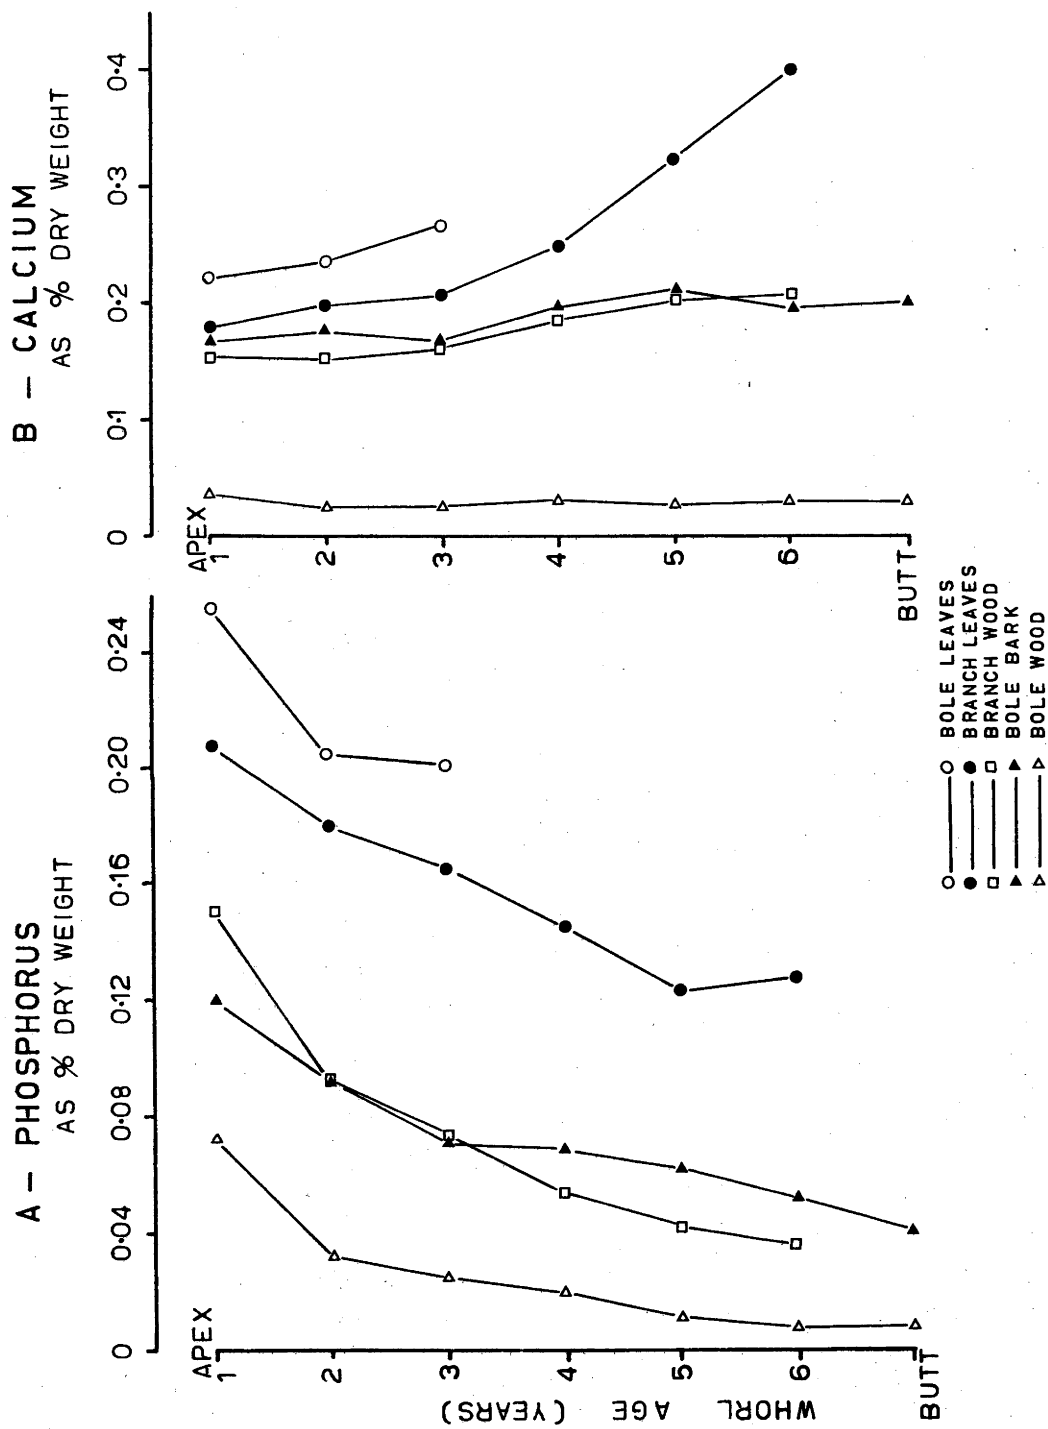 A – PHOSPHORUS
AS % DRY WEIGHT
0 0·04 0·08 0·12 0·16 0·20 0·24
APEX
1
2
3
4
5
6
BUTT
WHORL AGE (YEARS)
B – CALCIUM
AS % DRY WEIGHT
0 0·1 0·2 0·3 0·4
APEX
1
2
3
4
5
6
BUTT
BOLE LEAVES
BRANCH LEAVES
BRANCH WOOD
BOLE BARK
BOLE WOOD